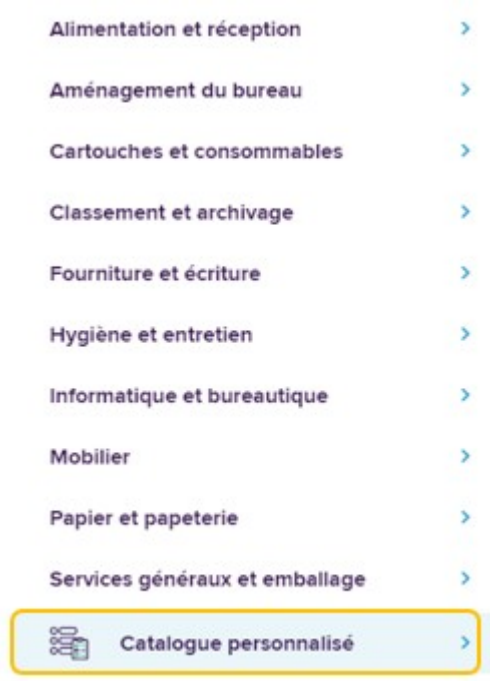 Alimentation et réception
Aménagement du bureau
Cartouches et consommables
Classement et archivage
Fourniture et écriture
Hygiène et entretien
Informatique et bureautique
Mobilier
Papier et papeterie
Services généraux et emballage
Catalogue personnalisé